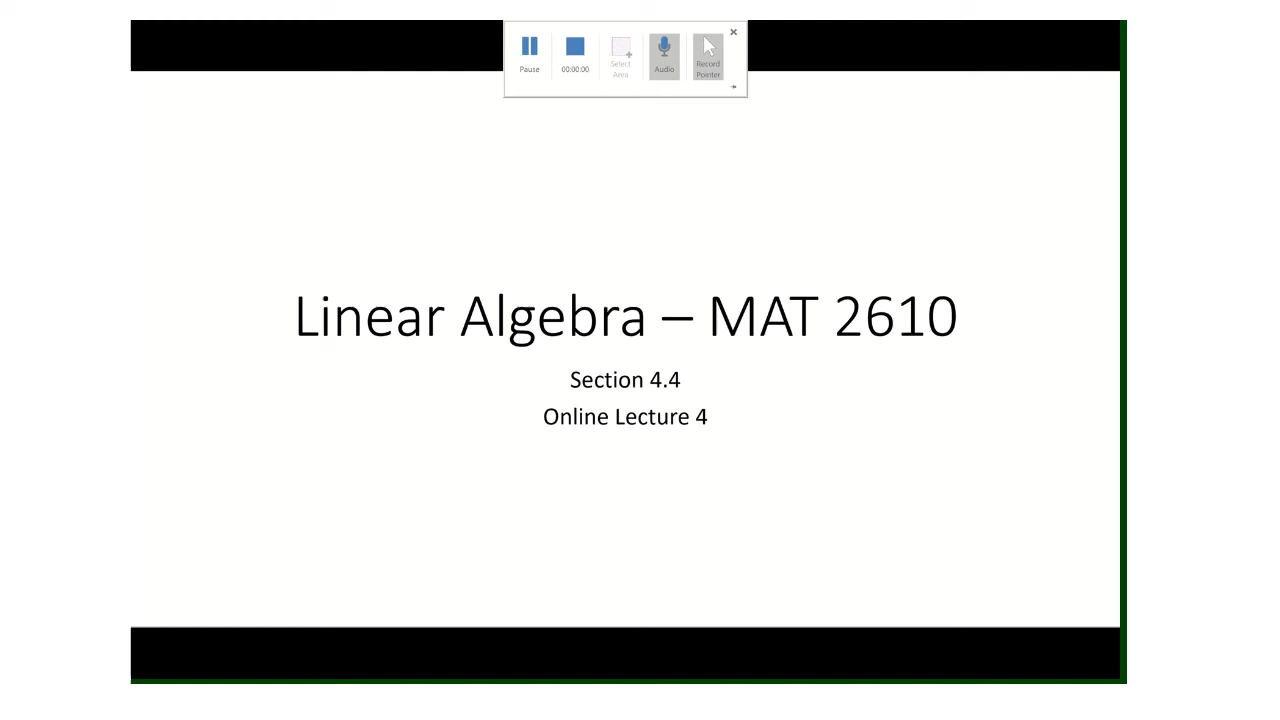 Pause
00:00:00
Select
Area
Audio
Record
Pointer
Linear Algebra – MAT 2610
Section 4.4
Online Lecture 4